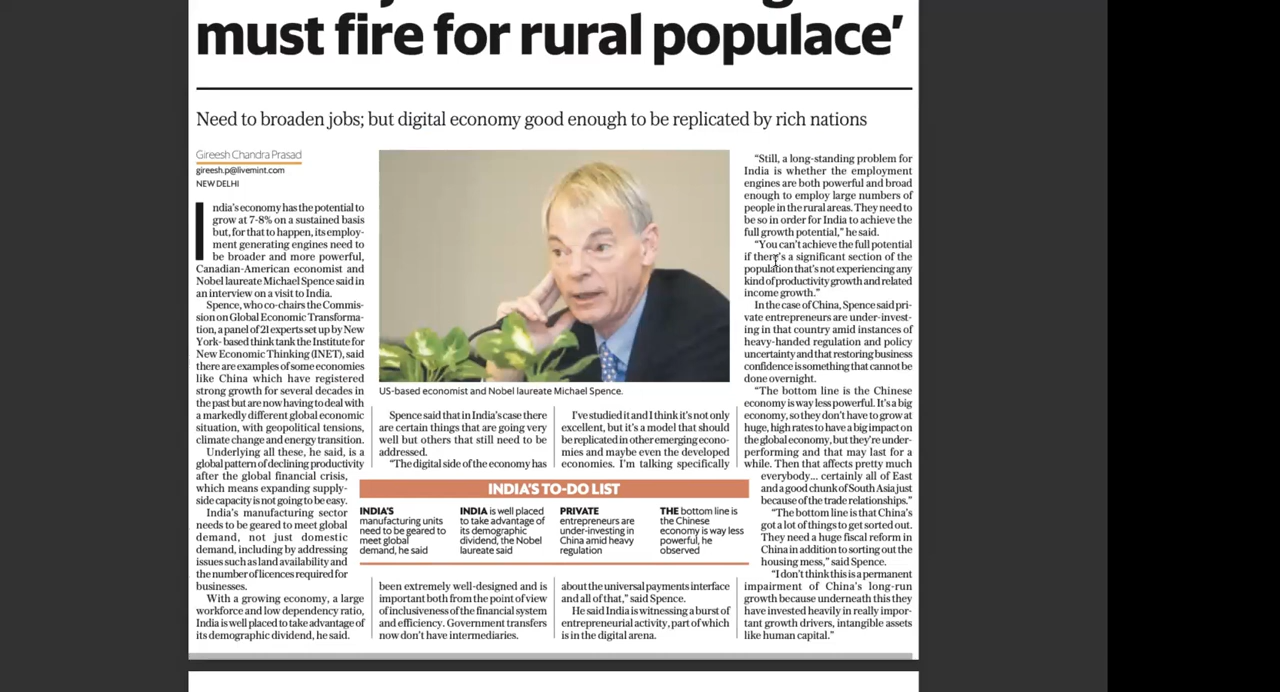 must fire for rural populace’
Need to broaden jobs; but digital economy good enough to be replicated by rich nations
Gireesh Chandra Prasad
gireesh.p@livemint.com
NEW DELHI
India's economy has the potential to
grow at 7-8% on a sustained basis
but, for that to happen, its employ-
ment generating engines need to
be broader and more powerful,
Canadian-American economist and
Nobel laureate Michael Spence said in
an interview on a visit to India.
Spence, who co-chairs the Commis-
sion on Global Economic Transforma-
tion, a panel of 21 experts set up by New
York- based think tank the Institute for
New Economic Thinking (INET), said
there are examples of some economies
like China which have registered
strong growth for several decades in
the past but are now having to deal with
a markedly different global economic
situation, with geopolitical tensions,
climate change and energy transition.
Underlying all these, he said, is a
global pattern of declining productivity
after the global financial crisis,
which means expanding supply-
side capacity is not going to be easy.
India's manufacturing sector
needs to be geared to meet global
demand, not just domestic
demand, including by addressing
issues such as land availability and
the number of licences required for
businesses.
With a growing economy, a large
workforce and low dependency ratio,
India is well placed to take advantage of
its demographic dividend, he said.
US-based economist and Nobel laureate Michael Spence.
Spence said that in India's case there
are certain things that are going very
well but others that still need to be
addressed.
“The digital side of the economy has
been extremely well-designed and is
important both from the point of view
of inclusiveness of the financial system
and efficiency. Government transfers
now don't have intermediaries.
I've studied it and I think it's not only
excellent, but it's a model that should
be replicated in other emerging econo-
mies and maybe even the developed
economies. I'm talking specifically
about the universal payments interface
and all of that,” said Spence.
He said India is witnessing a burst of
entrepreneurial activity, part of which
is in the digital arena.
INDIA'S TO-DO LIST
INDIA'S
manufacturing units
need to be geared to
meet global
demand, he said
INDIA is well placed
to take advantage of
its demographic
dividend, the Nobel
laureate said
PRIVATE
entrepreneurs are
under-investing in
China amid heavy
regulation
THE bottom line is
the Chinese
economy is way less
powerful, he
observed
“Still, a long-standing problem for
India is whether the employment
engines are both powerful and broad
enough to employ large numbers of
people in the rural areas. They need to
be so in order for India to achieve the
full growth potential,” he said.
“You can't achieve the full potential
if there's a significant section of the
population that's not experiencing any
kind of productivity growth and related
income growth.”
In the case of China, Spence said pri-
vate entrepreneurs are under-invest-
ing in that country amid instances of
heavy-handed regulation and policy
uncertainty and that restoring business
confidence is something that cannot be
done overnight.
“The bottom line is the Chinese
economy is way less powerful. It's a big
economy, so they don't have to grow at
huge, high rates to have a big impact on
the global economy, but they're under-
performing and that may last for a
while. Then that affects pretty much
everybody... certainly all of East
and a good chunk of South Asia just
because of the trade relationships.”
“The bottom line is that China's
got a lot of things to get sorted out.
They need a huge fiscal reform in
China in addition to sorting out the
housing mess,” said Spence.
“I don't think this is a permanent
impairment of China's long-run
growth because underneath this they
have invested heavily in really impor-
tant growth drivers, intangible assets
like human capital.”